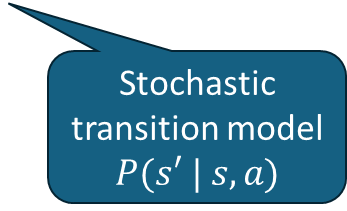 Stochastic
transition model
P(s′ | s, a)